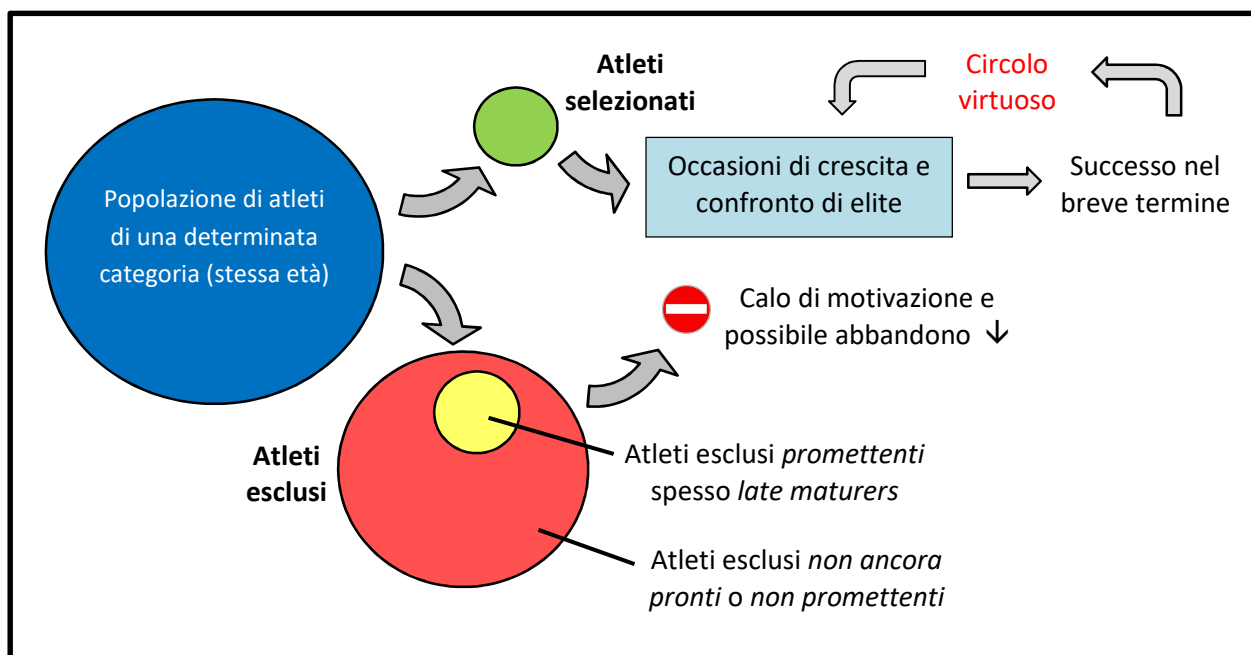 Atleti
selezionati
Circolo
virtuoso
Popolazione di atleti
di una determinata
categoria (stessa età)
Occasioni di crescita e
confronto di elite
Successo nel
breve termine
Calo di motivazione e
possibile abbandono ↓
Atleti
esclusi
Atleti esclusi promettenti
spesso late maturers
Atleti esclusi non ancora
pronti o non promettenti